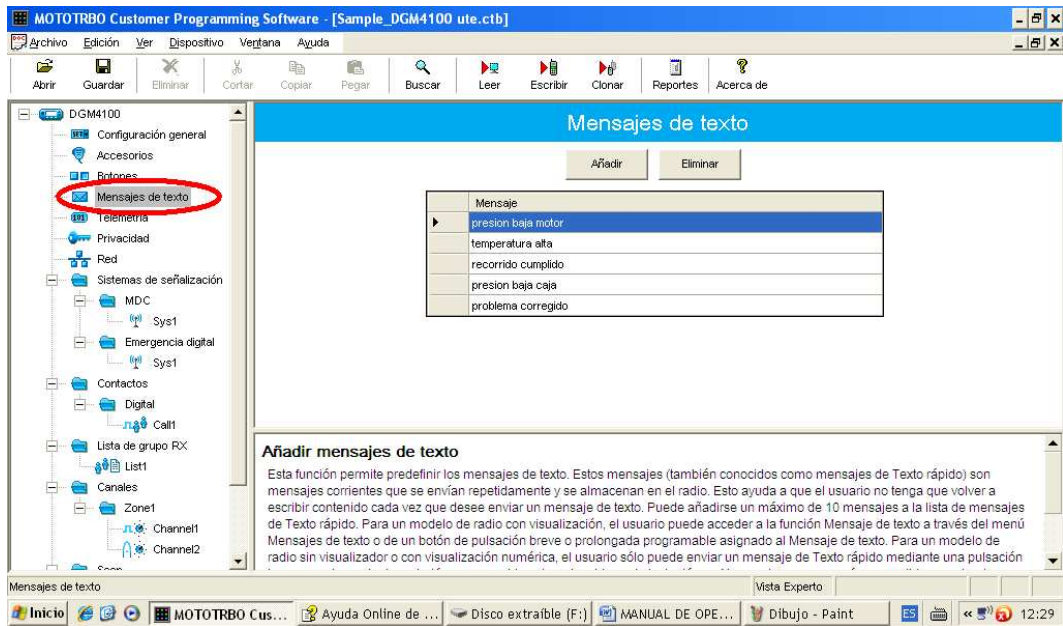 MOTOTRBO Customer Programming Software - [Sample_DGM4100 ute.ctb]
Archivo Edición Ver Dispositivo Ventana Ayuda
Abrir Guardar Eliminar Cortar Copiar Pegar Buscar Leer Escribir Clonar Reportes Acerca de
DGM4100
Configuración general
Accesorios
Botones
Mensajes de texto
Telemetría
Privacidad
Red
Sistemas de señalización
MDC
Sys1
Emergencia digital
Sys1
Contactos
Digital
Call1
Lista de grupo RX
List1
Canales
Zone1
Channel1
Channel2
Mensajes de texto
Añadir Eliminar
Mensaje
presion baja motor
temperatura alta
recorrido cumplido
presion baja caja
problema corregido
Añadir mensajes de texto
Esta función permite predefinir los mensajes de texto. Estos mensajes (también conocidos como mensajes de Texto rápido) son
mensajes corrientes que se envían repetidamente y se almacenan en el radio. Esto ayuda a que el usuario no tenga que volver a
escribir contenido cada vez que desee enviar un mensaje de texto. Puede añadirse un máximo de 10 mensajes a la lista de mensajes
de Texto rápido. Para un modelo de radio con visualización, el usuario puede acceder a la función Mensaje de texto a través del menú
Mensajes de texto o de un botón de pulsación breve o prolongada programable asignado al Mensaje de texto. Para un modelo de
radio sin visualizador o con visualización numérica, el usuario sólo puede enviar un mensaje de Texto rápido mediante una pulsación
Mensajes de texto
Vista Experto
Inicio MOTOTRBO Cus... Ayuda Online de ... Disco extraíble (F:) MANUAL DE OPE... Dibujo - Paint ES « 12:29